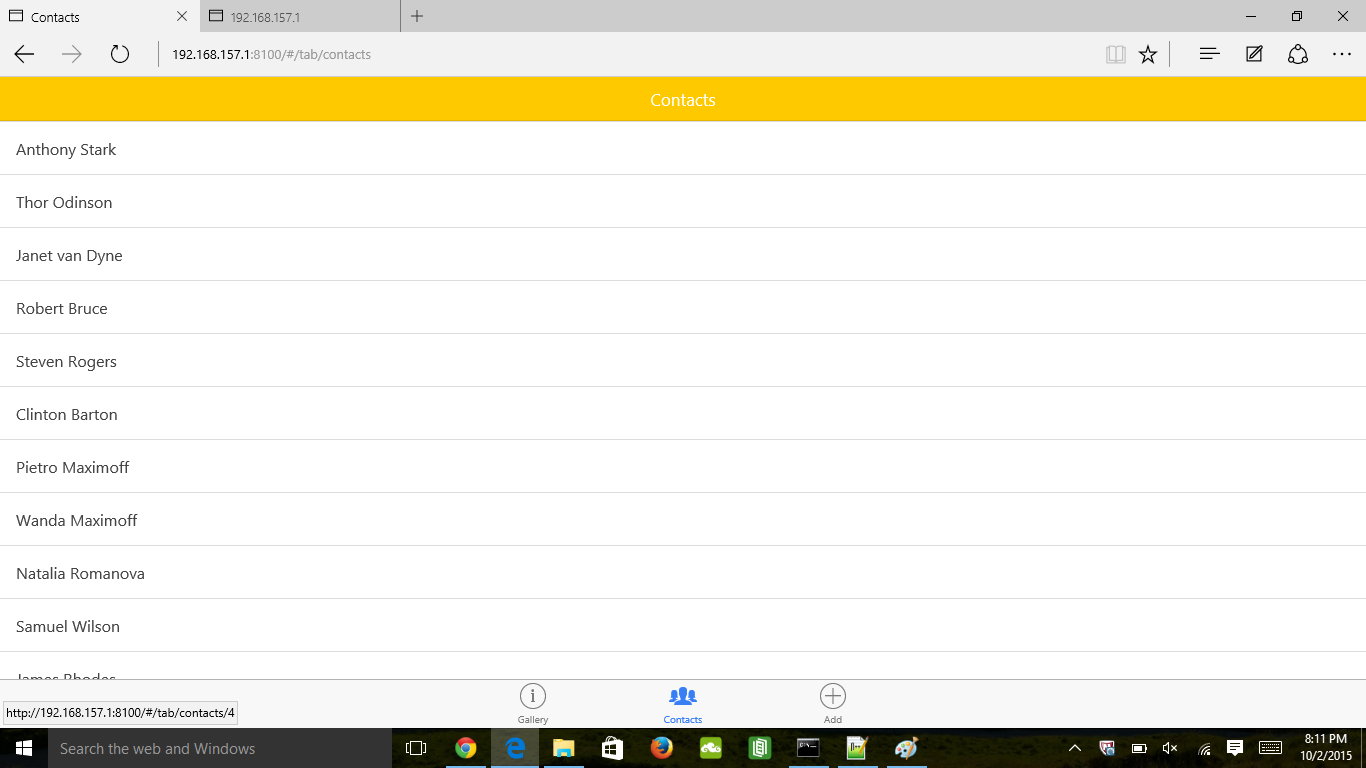 Contacts
192.168.157.1
192.168.157.1:8100/#/tab/contacts
Contacts
Anthony Stark
Thor Odinson
Janet van Dyne
Robert Bruce
Steven Rogers
Clinton Barton
Pietro Maximoff
Wanda Maximoff
Natalia Romanova
Samuel Wilson
James Rhodes
Gallery
Contacts
Add
http://192.168.157.1:8100/#/tab/contacts/4
Search the web and Windows
8:11 PM
10/2/2015